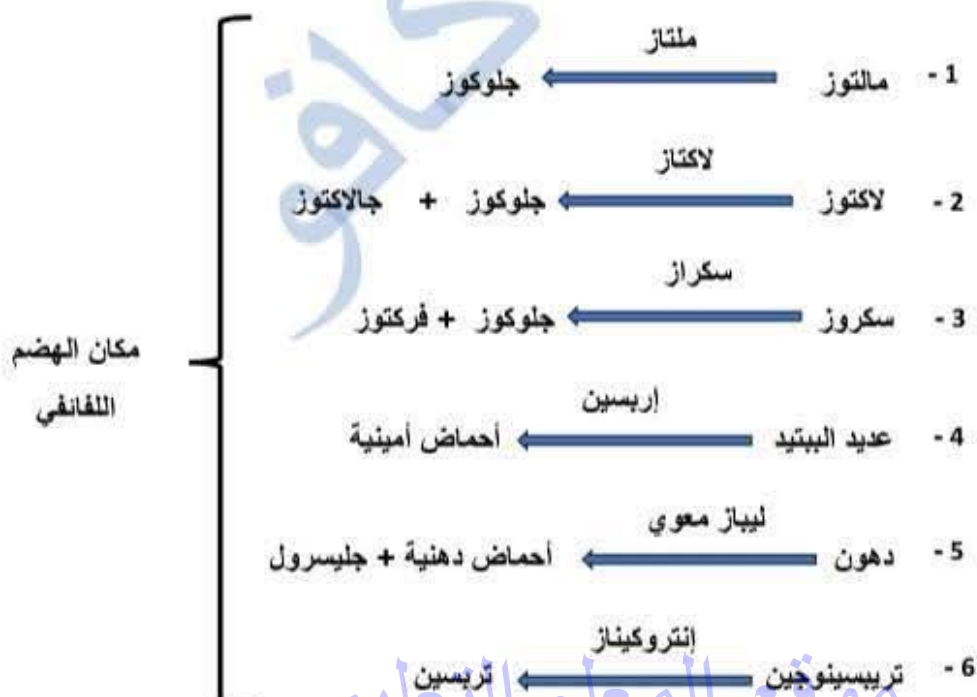 ملتاز
1 - مالتوز جلوكوز
لاكتاز
2 - لاكتوز جلوكوز + جالاكتوز
سكراز
3 - سكروز جلوكوز + فركتوز
مكان الهضم
اللفائفي
إربسين
4 - عديد الببتيد أحماض أمينية
ليباز معوي
5 - دهون أحماض دهنية + جليسرول
إنتروكيناز
6 - تريبسينوجين تربسين